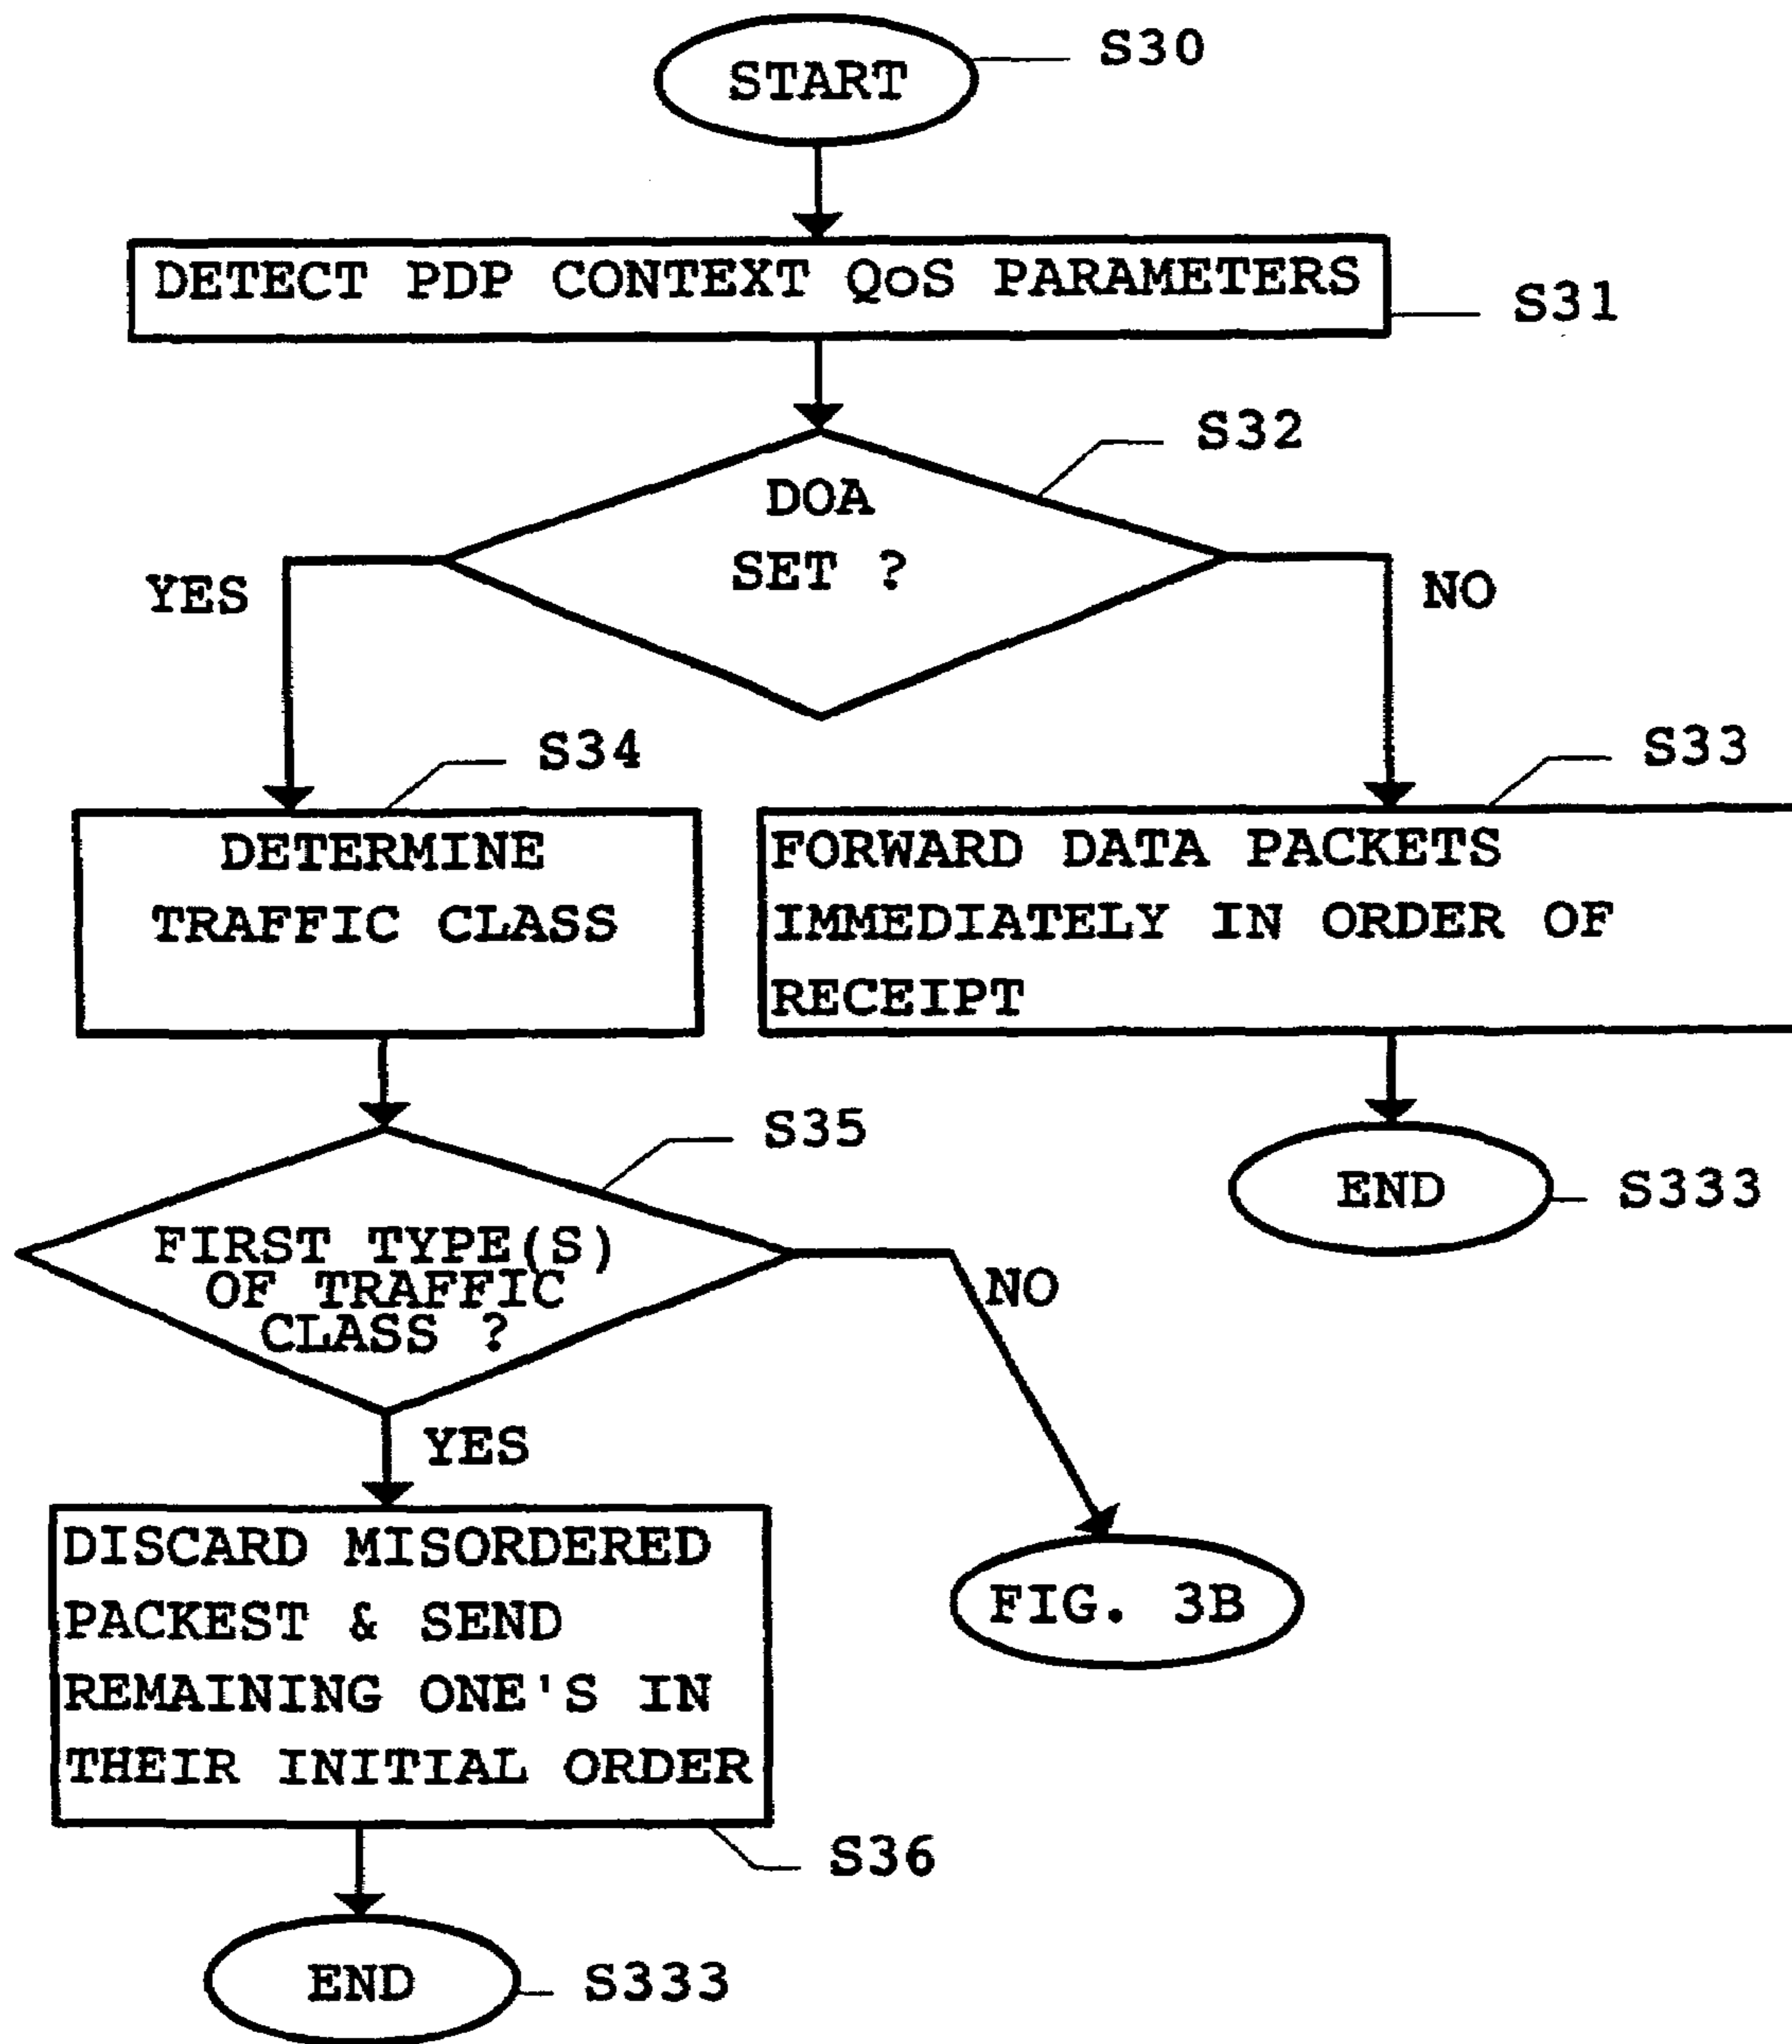 START
S30
DETECT PDP CONTEXT QoS PARAMETERS
S31
S32
DOA
SET ?
YES
NO
S34
S33
DETERMINE
TRAFFIC CLASS
FORWARD DATA PACKETS
IMMEDIATELY IN ORDER OF
RECEIPT
S35
END
S333
FIRST TYPE(S)
OF TRAFFIC
CLASS ?
NO
YES
DISCARD MISORDERED
PACKEST & SEND
REMAINING ONE'S IN
THEIR INITIAL ORDER
FIG. 3B
S36
END
S333